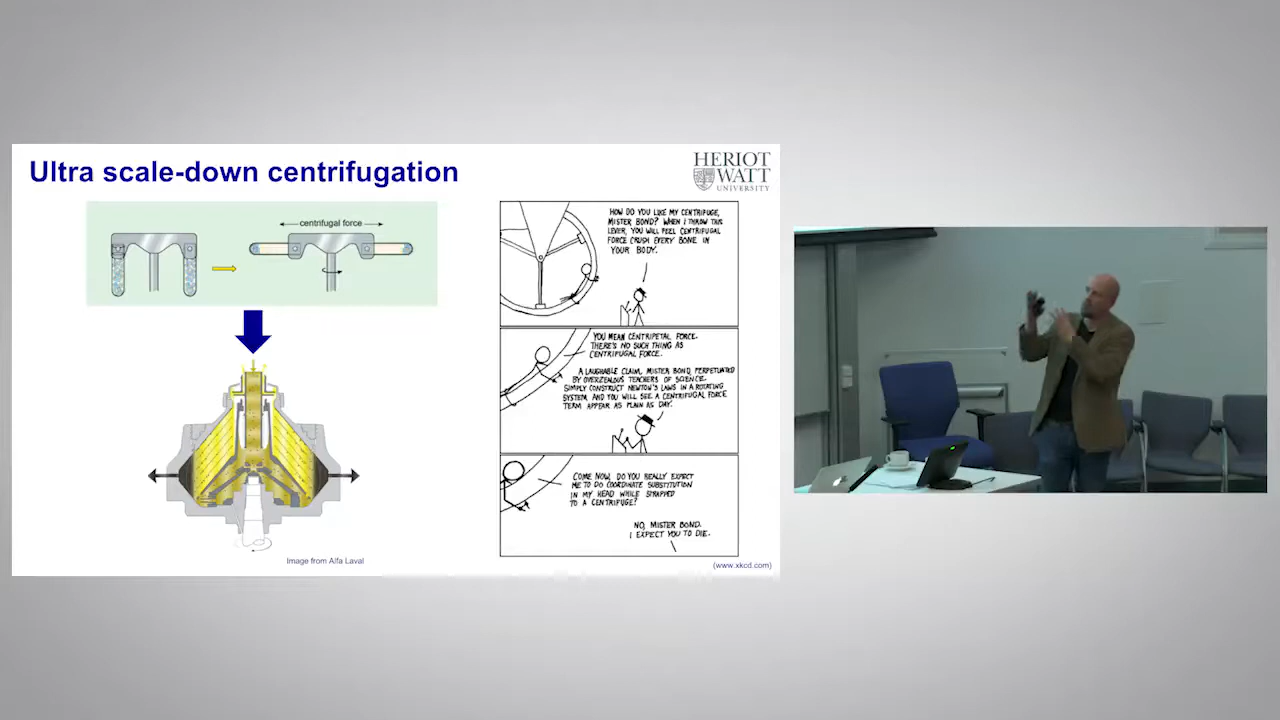 Ultra scale-down centrifugation
HERIOT
WATT
UNIVERSITY
centrifugal force
Image from Alfa Laval
HOW DO YOU LIKE MY CENTRIFUGE,
MISTER BOND? WHEN I THROW THIS
LEVER, YOU WILL FEEL CENTRIFUGAL
FORCE CRUSH EVERY BONE IN
YOUR BODY.
YOU MEAN CENTRIPETAL FORCE.
THERE'S NO SUCH THING AS
CENTRIFUGAL FORCE.
A LAUGHABLE CLAIM, MISTER BOND, PERPETUATED
BY OVERZEALOUS TEACHERS OF SCIENCE.
SIMPLY CONSTRUCT NEWTON'S LAWS IN A ROTATING
SYSTEM AND YOU WILL SEE A CENTRIFUGAL FORCE
TERM APPEAR AS PLAIN AS DAY.
COME NOW, DO YOU REALLY EXPECT
ME TO DO COORDINATE SUBSTITUTION
IN MY HEAD WHILE STRAPPED
TO A CENTRIFUGE?
NO, MISTER BOND.
I EXPECT YOU TO DIE.
(www.xkcd.com)